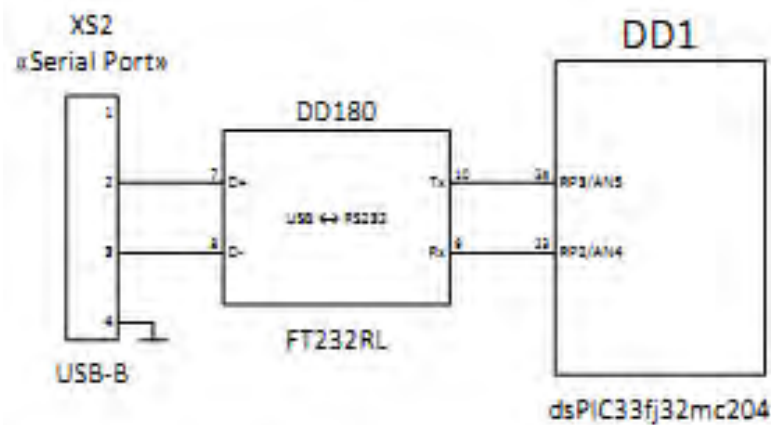 XS2
«Serial Port»
1
2
3
4
USB-B
DD180
7
D+
D-
USB ↔ RS232
Tx
10
Rx
9
FT232RL
DD1
RP3/AN5
23
RP2/AN4
dsPIC33fj32mc204